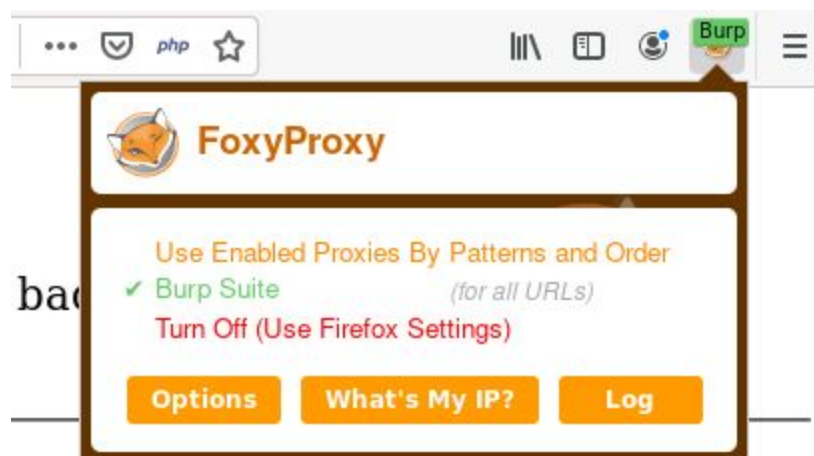 php
Burp
FoxyProxy
Use Enabled Proxies By Patterns and Order
✔ Burp Suite (for all URLs)
Turn Off (Use Firefox Settings)
Options What's My IP? Log